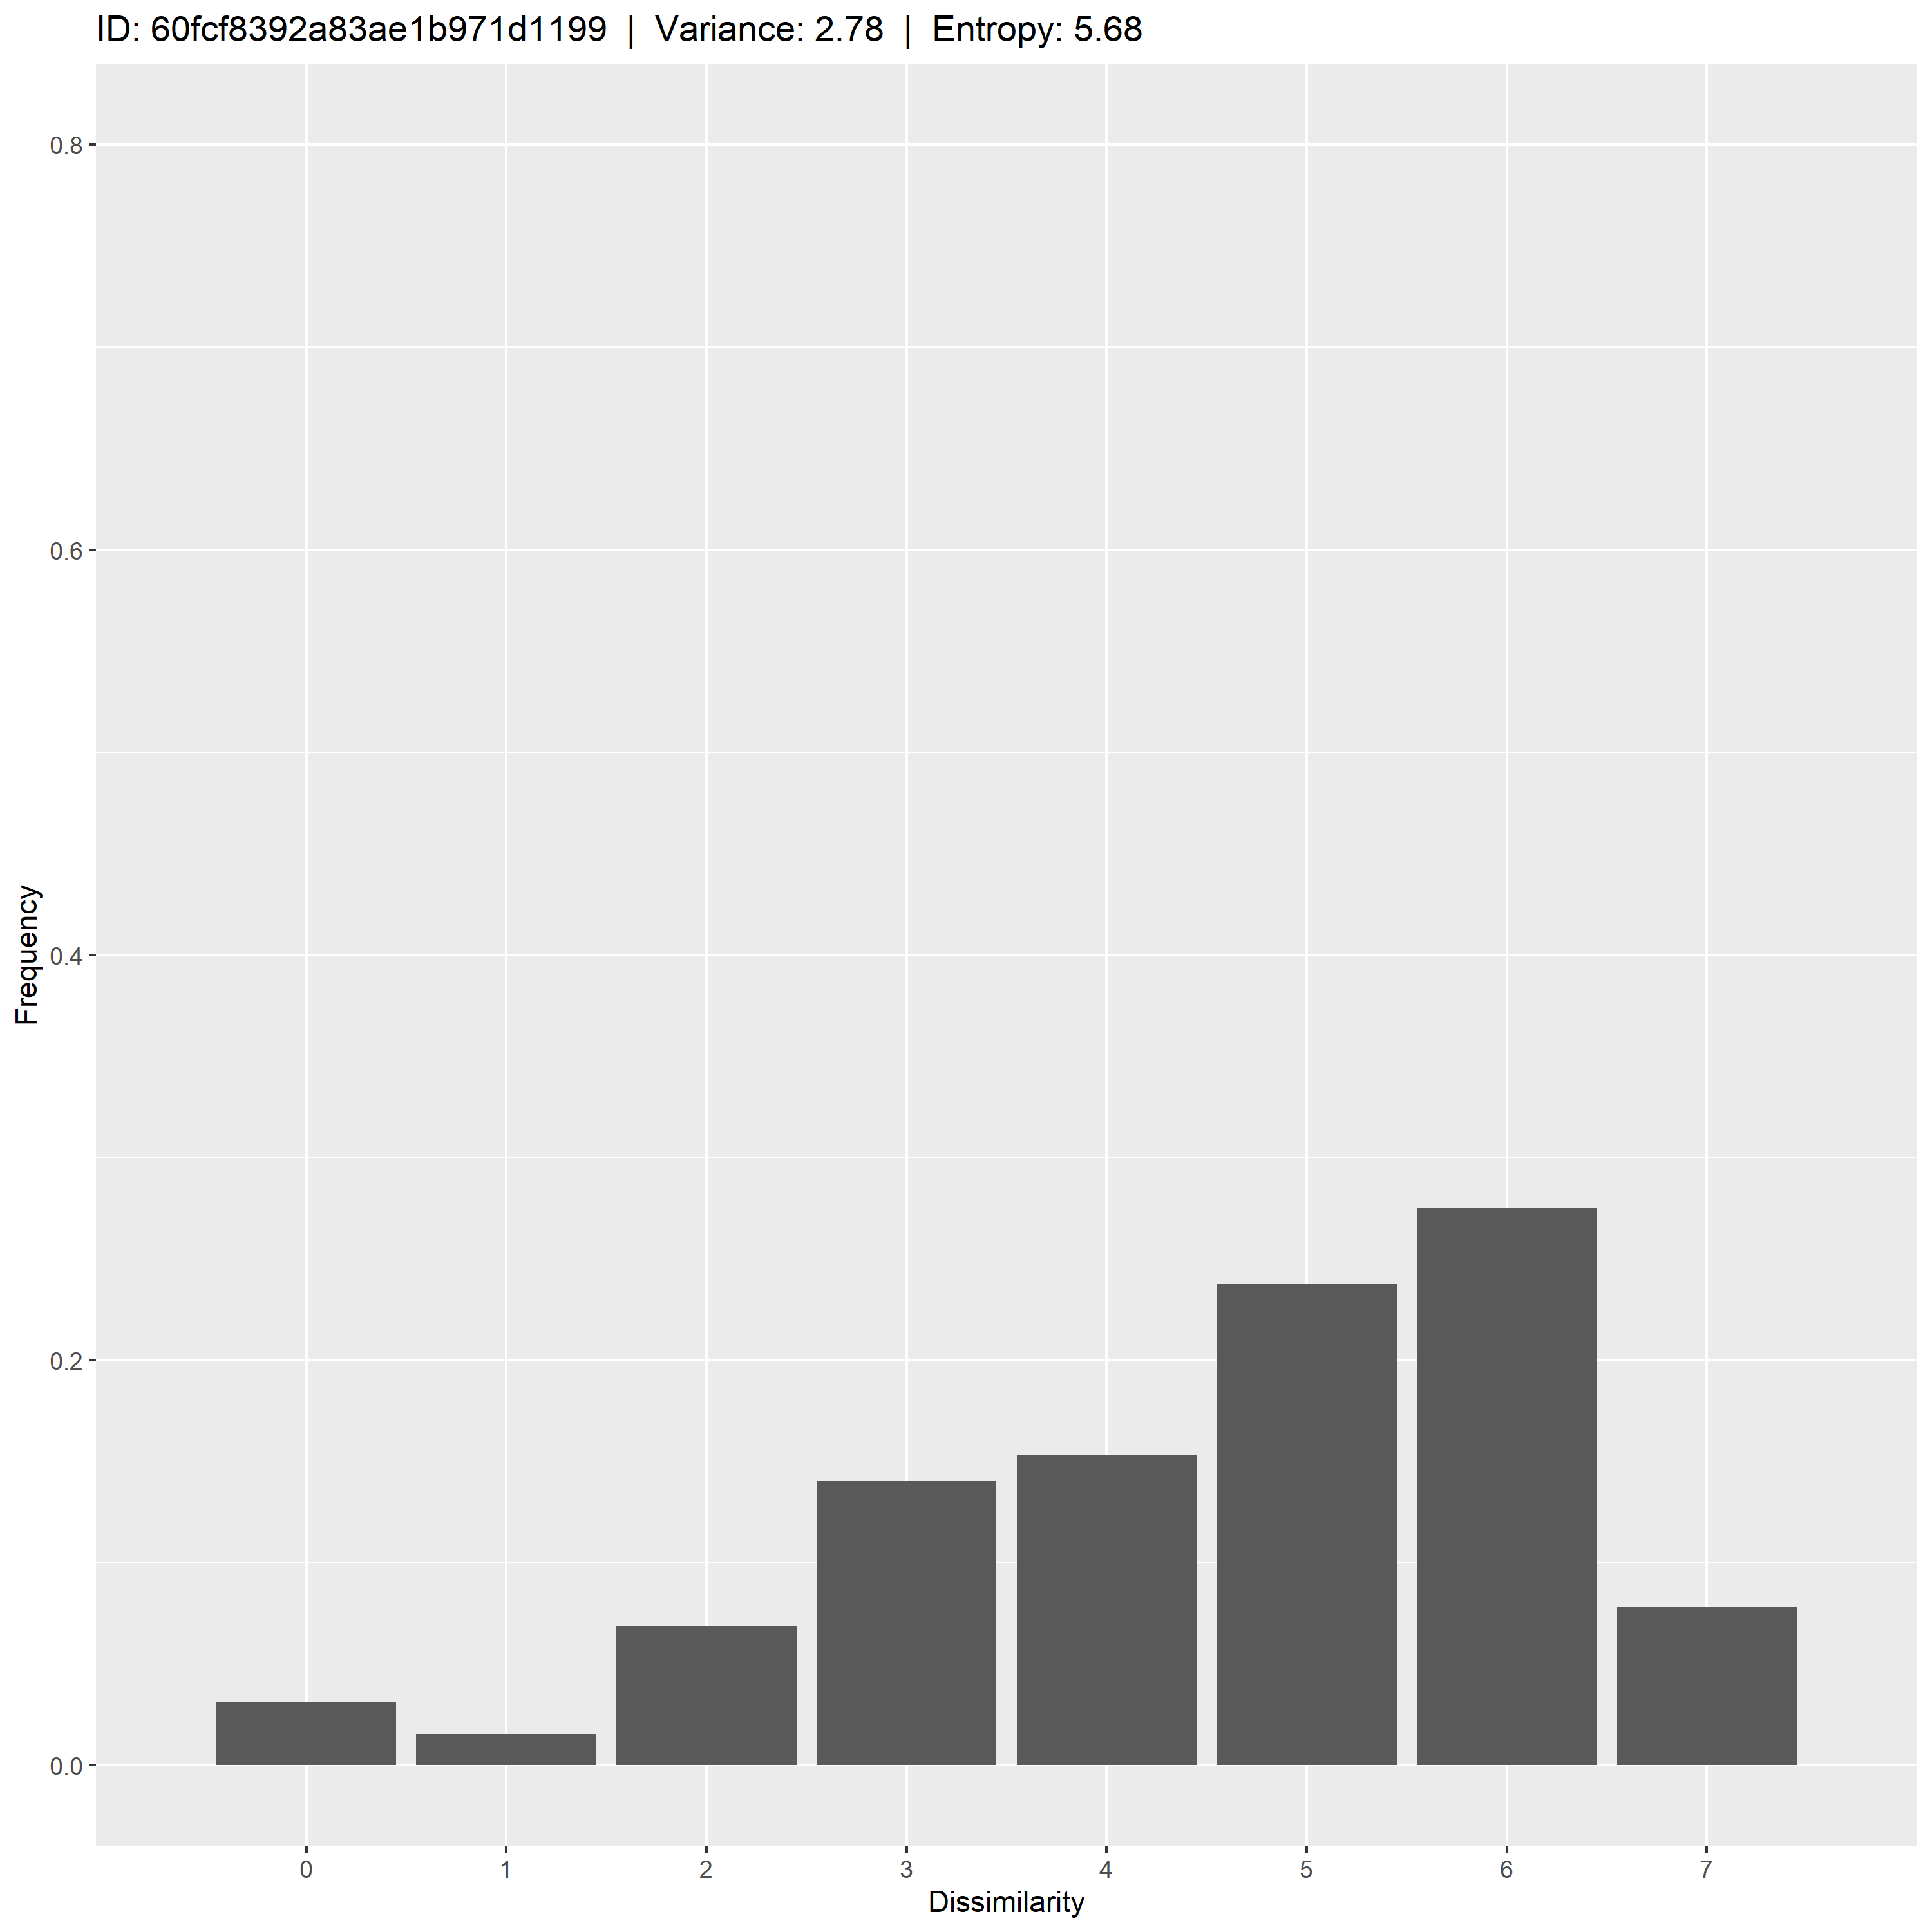 ID: 60fcf8392a83ae1b971d1199 | Variance: 2.78 | Entropy: 5.68
0.8
0.6
0.4
0.2
0.0
Frequency
0 1 2 3 4 5 6 7
Dissimilarity